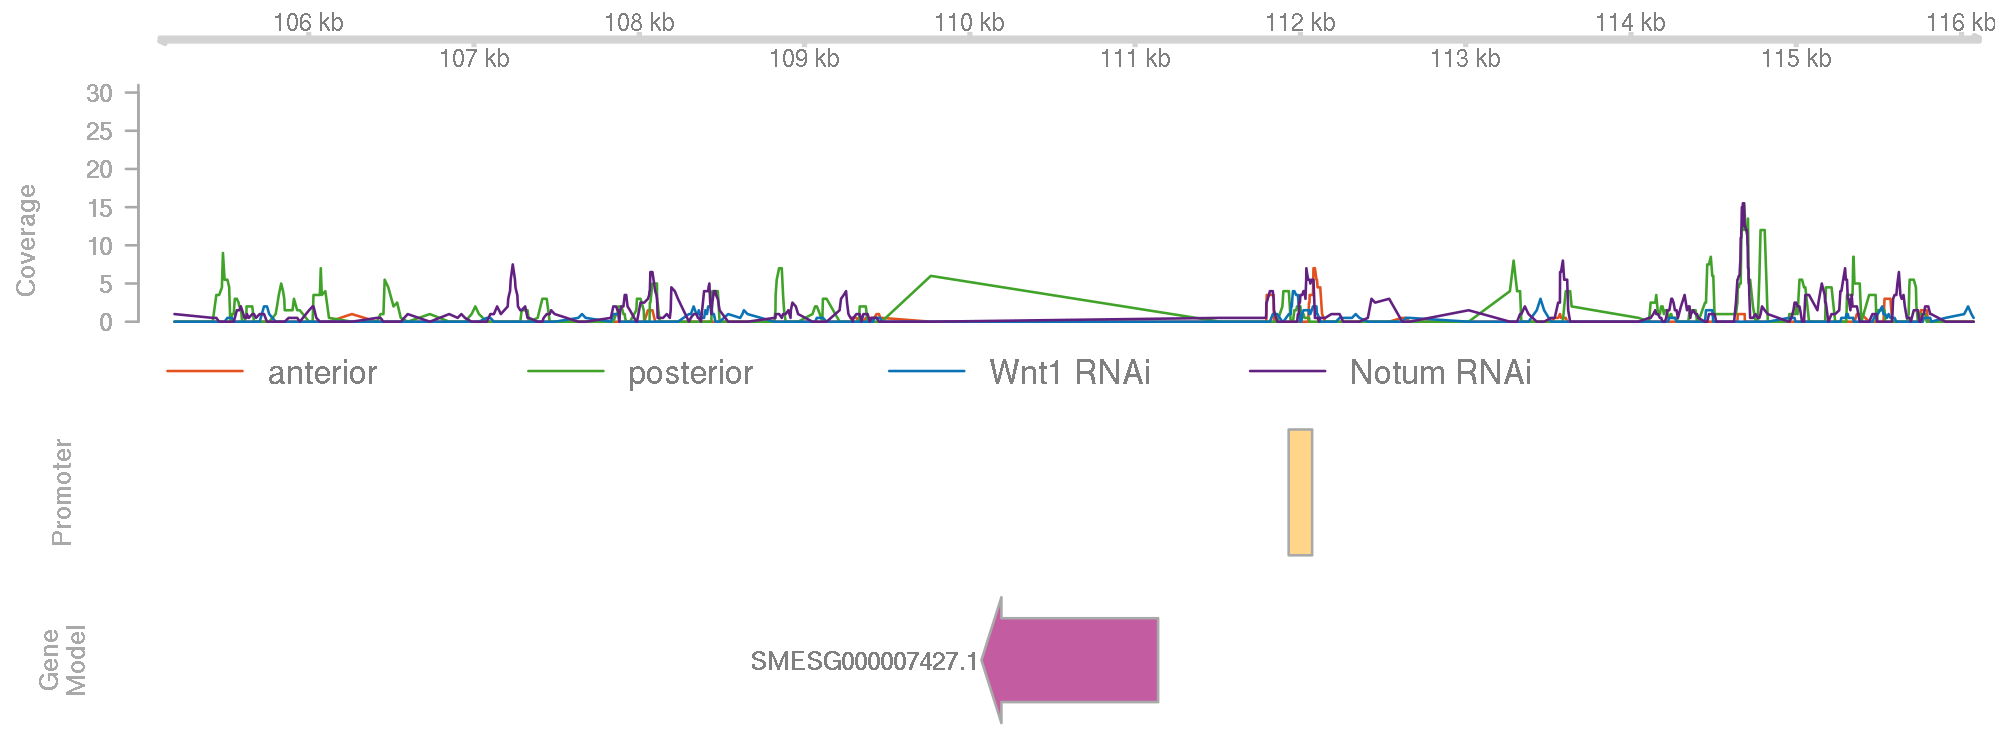 106 kb 108 kb 110 kb 112 kb 114 kb 116 kb
107 kb 109 kb 111 kb 113 kb 115 kb
30
25
20
15
10
5
0
Coverage
anterior posterior Wnt1 RNAi Notum RNAi
Promoter
Gene
Model
SMESG000007427.1